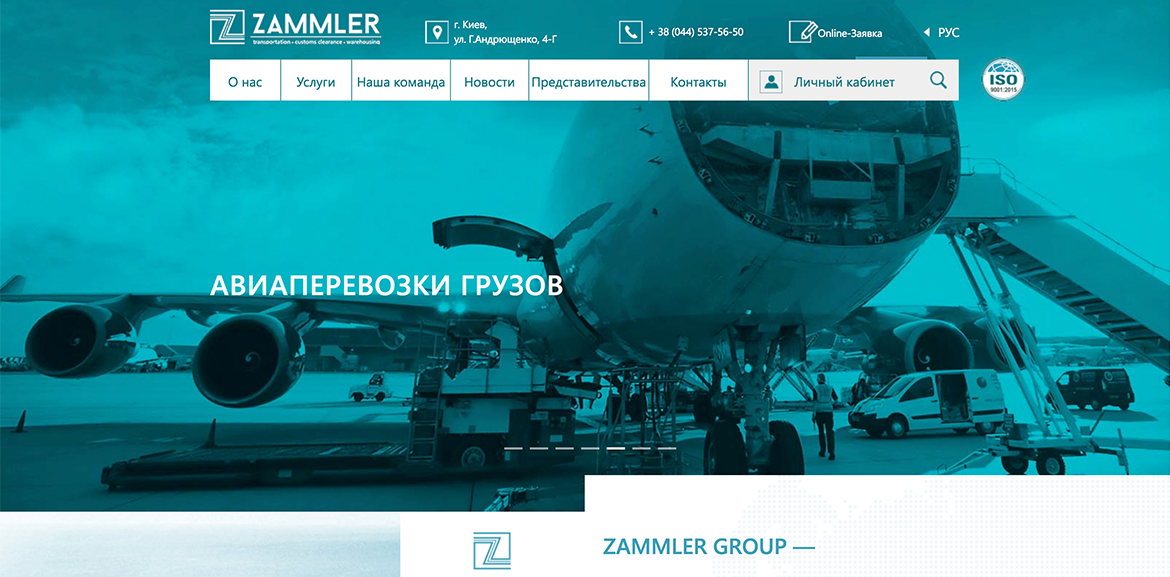 ZAMMLER
transportation • customs clearance • warehousing
г. Киев,
ул. Г.Андрющенко, 4-Г
+ 38 (044) 537-56-50
Online-Заявка
РУС
О нас
Услуги
Наша команда
Новости
Представительства
Контакты
Личный кабинет
ISO
9001:2015
АВИАПЕРЕВОЗКИ ГРУЗОВ
ZAMMLER GROUP —